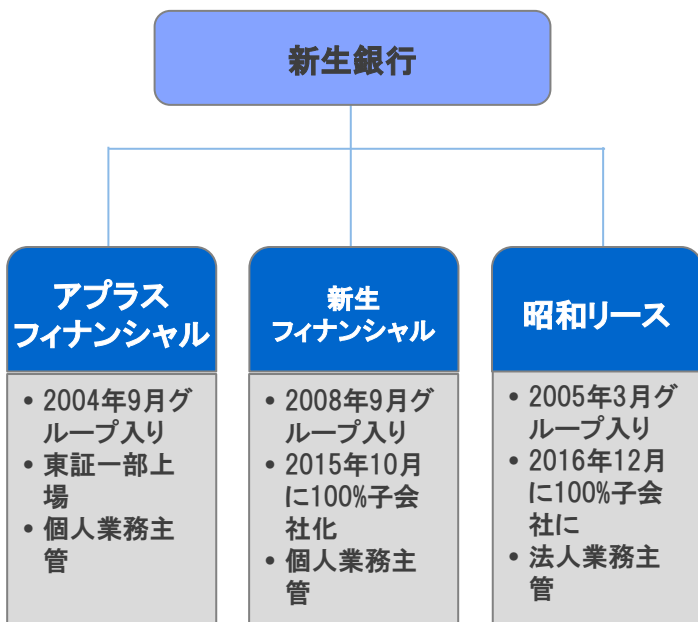 新生銀行
アプラス
フィナンシャル
• 2004年9月グ
ループ入り
• 東証一部上
場
• 個人業務主
管
新生
フィナンシャル
• 2008年9月グ
ループ入り
• 2015年10月
に100%子会
社化
• 個人業務主
管
昭和リース
• 2005年3月グ
ループ入り
• 2016年12月
に100%子会
社に
• 法人業務主
管